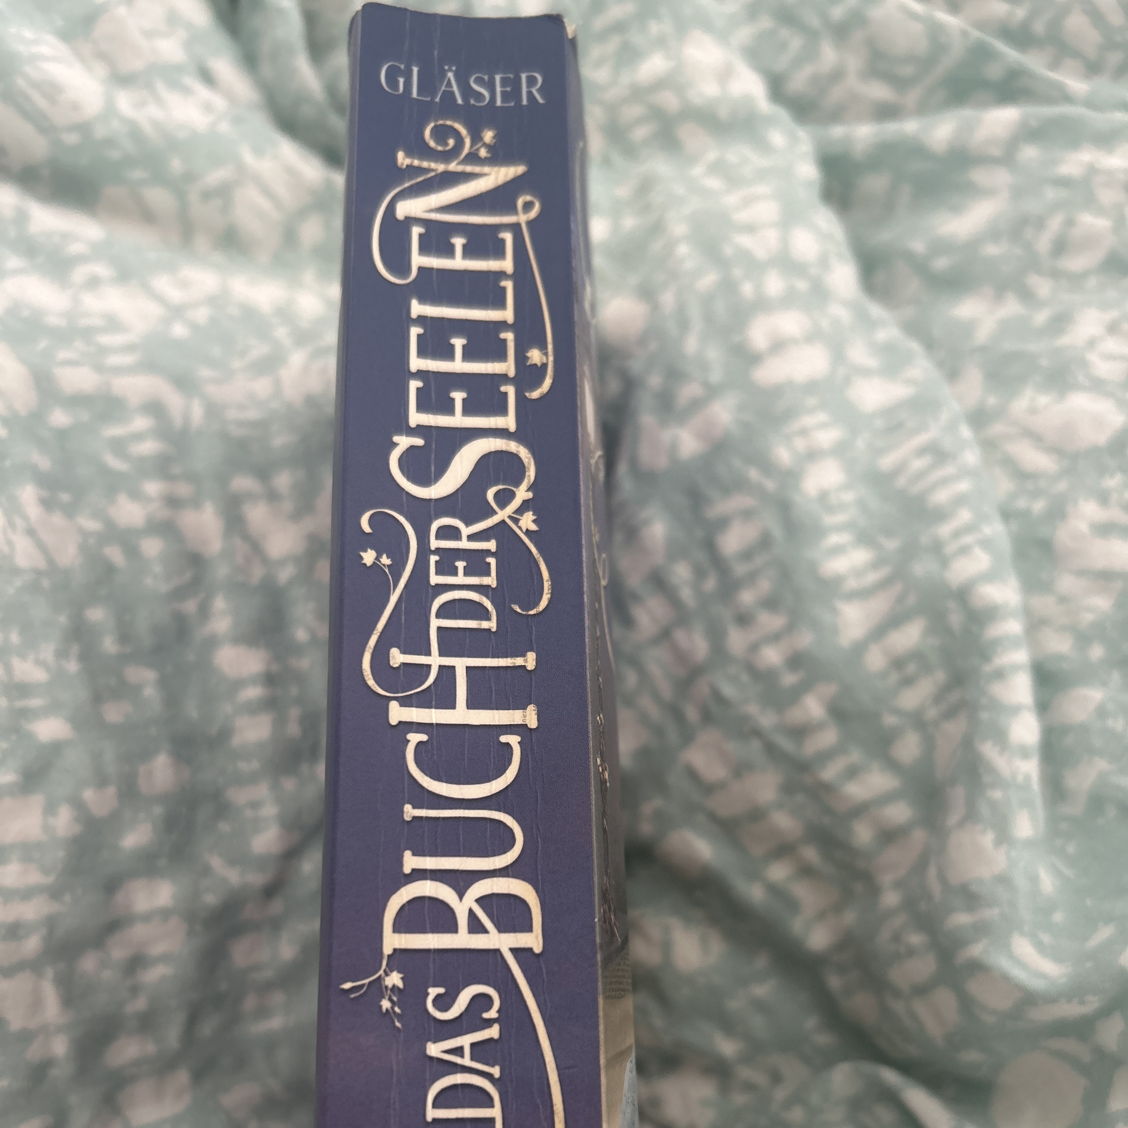 GLÄSER
DAS BUCH DER SEELEN